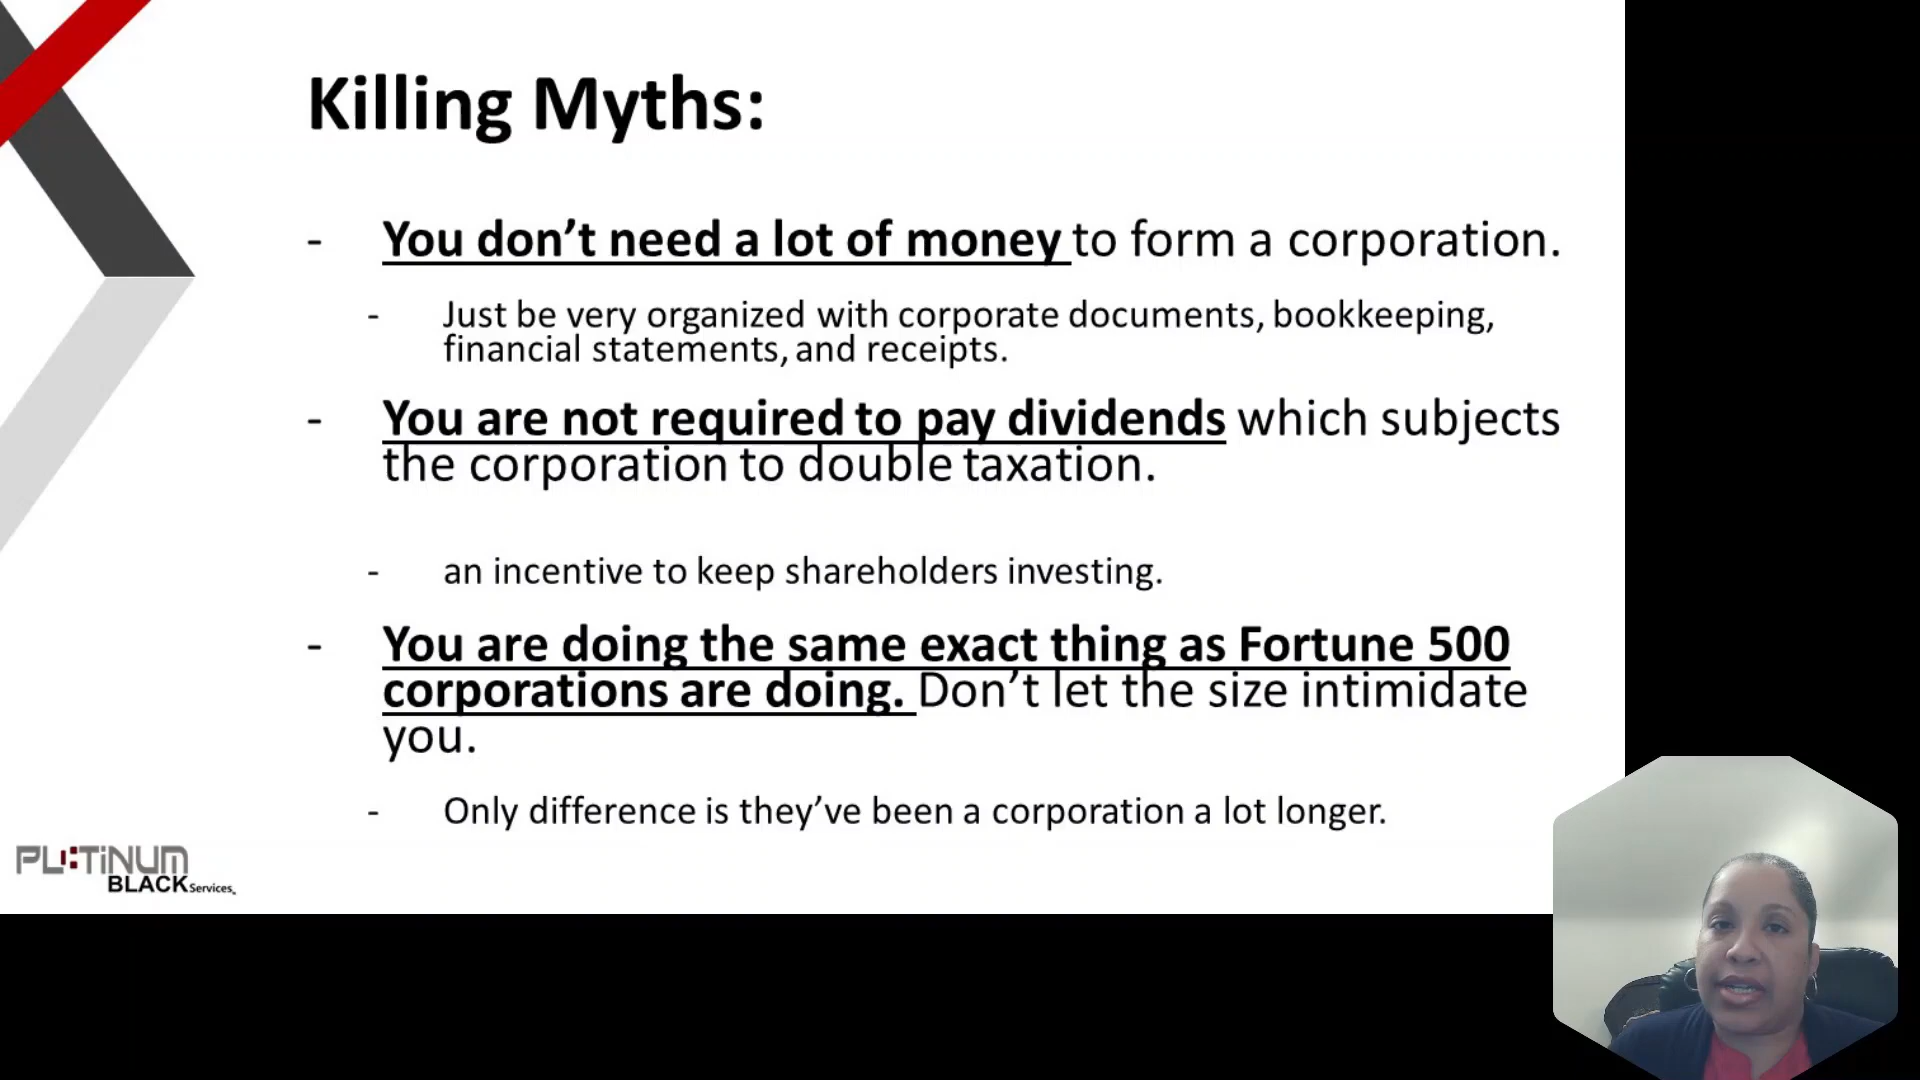 Killing Myths:
- You don’t need a lot of money to form a corporation.
- Just be very organized with corporate documents, bookkeeping,
financial statements, and receipts.
- You are not required to pay dividends which subjects
the corporation to double taxation.
- an incentive to keep shareholders investing.
- You are doing the same exact thing as Fortune 500
corporations are doing. Don’t let the size intimidate
you.
- Only difference is they’ve been a corporation a lot longer.
PLATINUM
BLACK Services